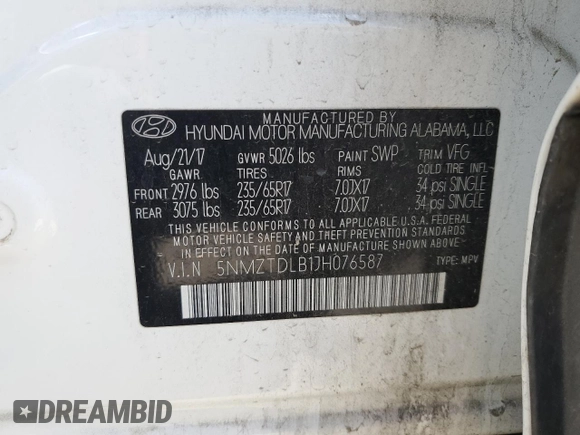 MANUFACTURED BY
HYUNDAI MOTOR MANUFACTURING ALABAMA, LLC
Aug/21/17 GVWR 5026 lbs PAINT SWP TRIM VFG
GAWR TIRES RIMS COLD TIRE INFL.
FRONT 2976 lbs 235/65R17 7.0JX17 34 psi SINGLE
REAR 3075 lbs 235/65R17 7.0JX17 34 psi SINGLE
THIS VEHICLE CONFORMS TO ALL APPLICABLE U.S.A. FEDERAL
MOTOR VEHICLE SAFETY AND THEFT PREVENTION STANDARDS
IN EFFECT ON THE DATE OF MANUFACTURE SHOWN ABOVE.
V.I.N 5NMZTDLB1JH076587 TYPE: MPV
DREAMBID